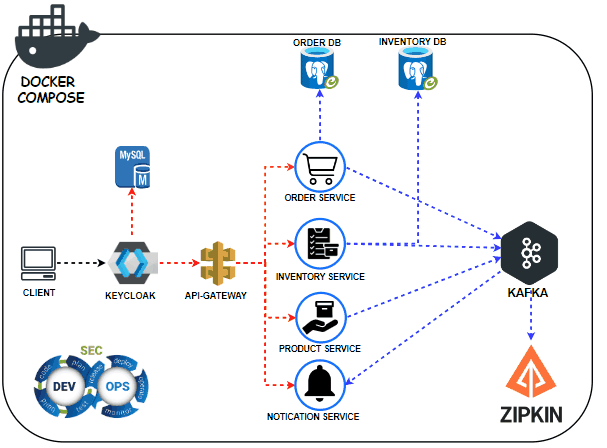 DOCKER
COMPOSE
ORDER DB
INVENTORY DB
MySQL
M
ORDER SERVICE
CLIENT
KEYCLOAK
API-GATEWAY
INVENTORY SERVICE
KAFKA
PRODUCT SERVICE
NOTICATION SERVICE
SEC
DEV
OPS
code
plan
release
deploy
operate
monitor
test
ZIPKIN